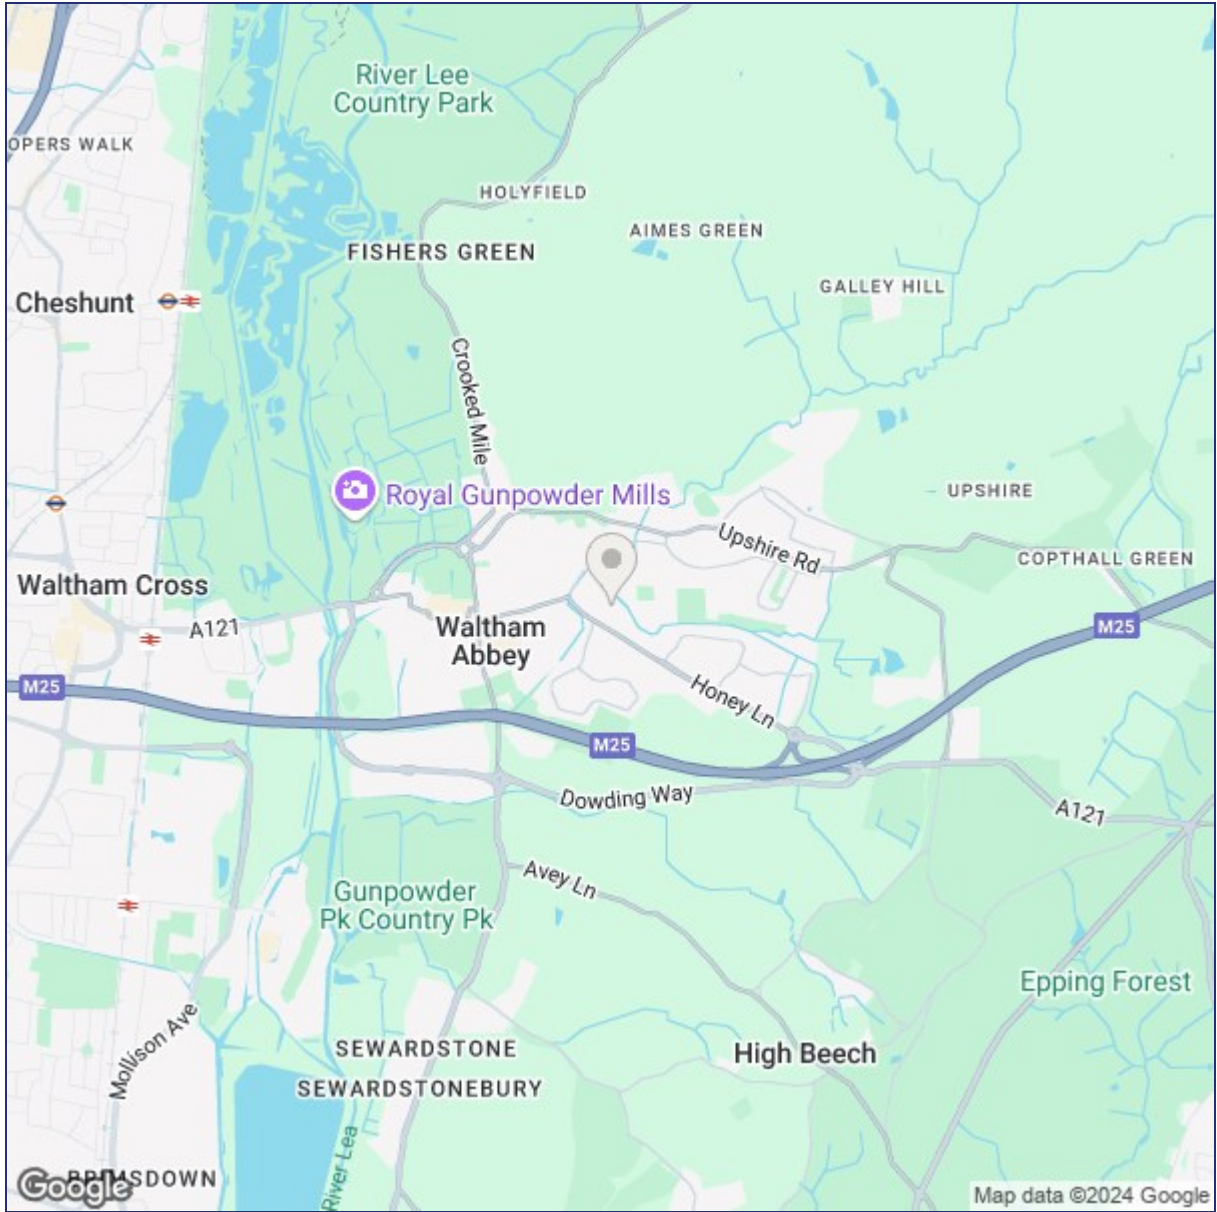 River Lee
Country Park
OPERS WALK
HOLYFIELD
AIMES GREEN
FISHERS GREEN
GALLEY HILL
Cheshunt
Crooked Mile
Royal Gunpowder Mills
UPSHIRE
Upshire Rd
COPTHALL GREEN
Waltham Cross
A121
Waltham
Abbey
M25
M25
Honey Ln
M25
Dowding Way
A121
Avey Ln
Gunpowder
Pk Country Pk
Epping Forest
Mollison Ave
SEWARDSTONE
High Beech
SEWARDSTONEBURY
River Lea
BRIMSDOWN
Google
Map data ©2024 Google